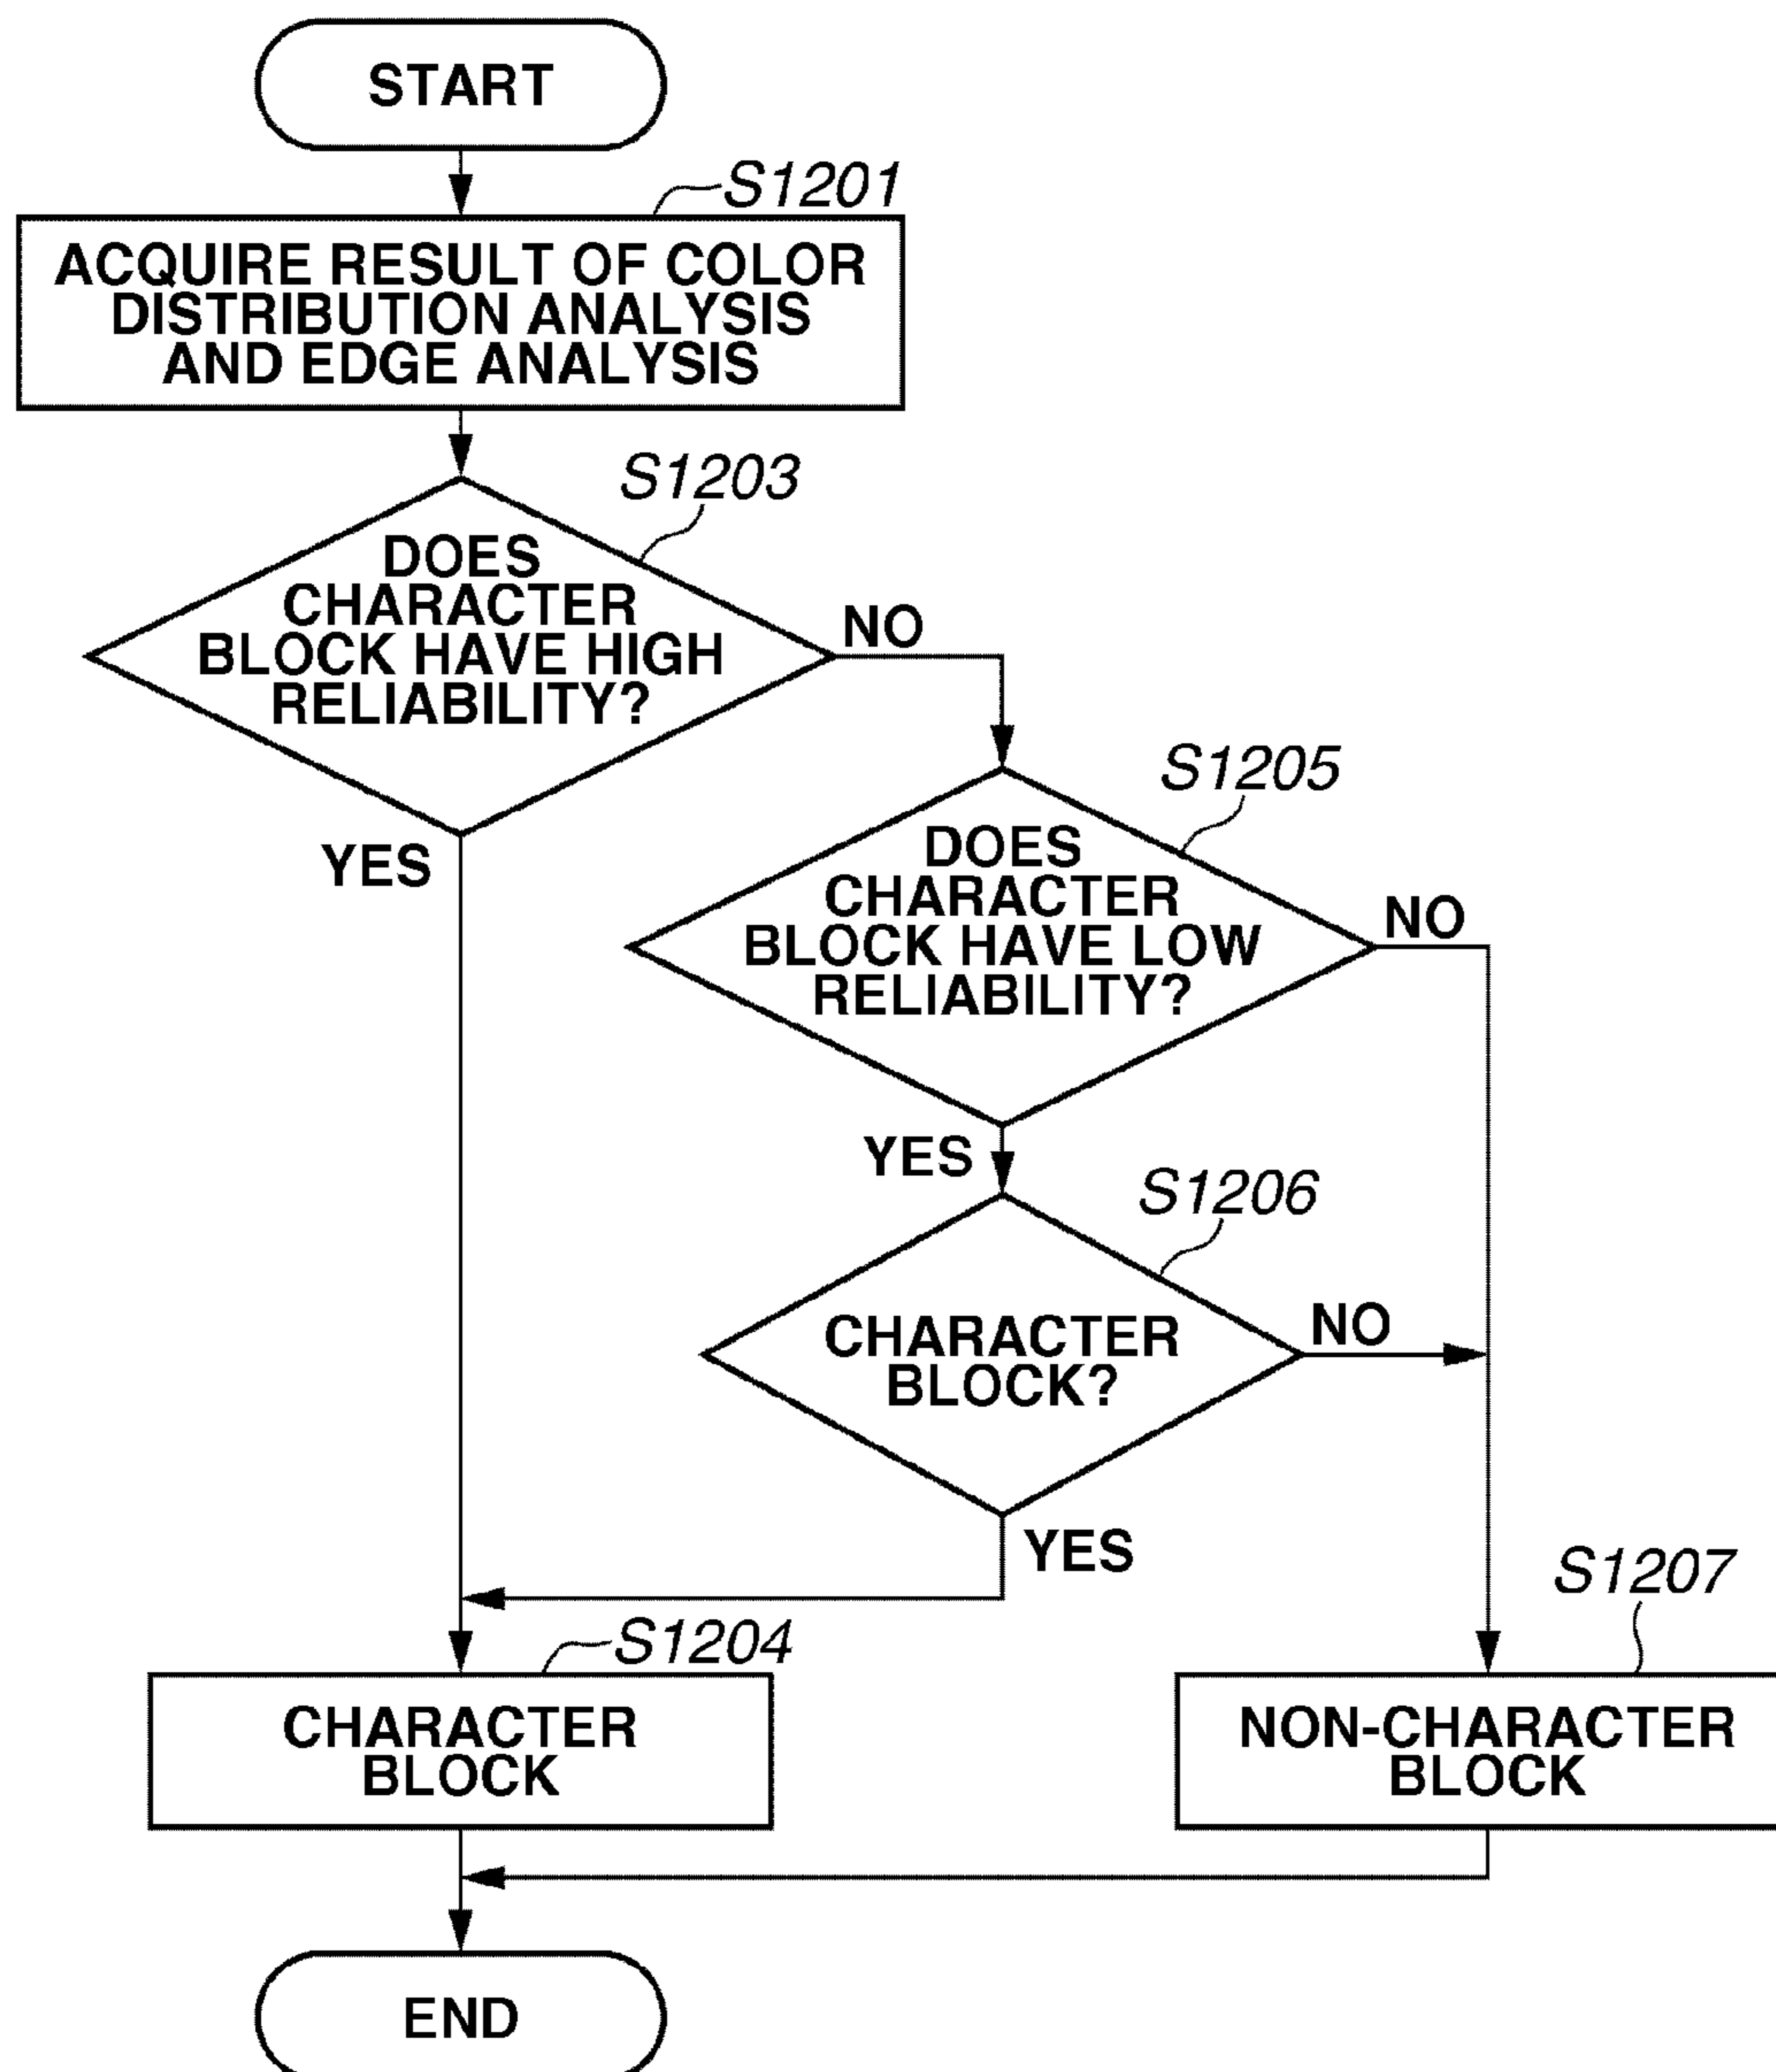 START
S1201
ACQUIRE RESULT OF COLOR
DISTRIBUTION ANALYSIS
AND EDGE ANALYSIS
S1203
DOES
CHARACTER
BLOCK HAVE HIGH
RELIABILITY?
NO
YES
S1205
DOES
CHARACTER
BLOCK HAVE LOW
RELIABILITY?
NO
YES
S1206
CHARACTER
BLOCK?
NO
YES
S1204
CHARACTER
BLOCK
S1207
NON-CHARACTER
BLOCK
END